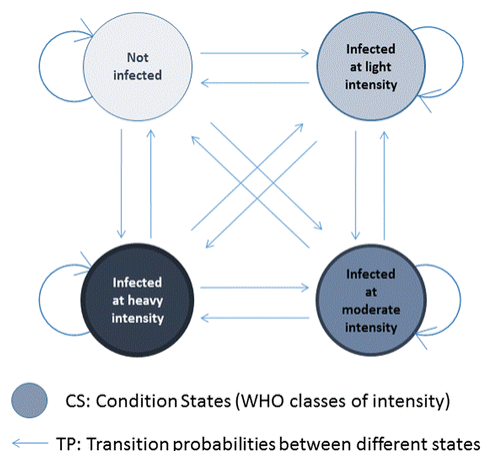 Not
infected
Infected
at light
intensity
Infected
at heavy
intensity
Infected
at
moderate
intensity
CS: Condition States (WHO classes of intensity)
TP: Transition probabilities between different states